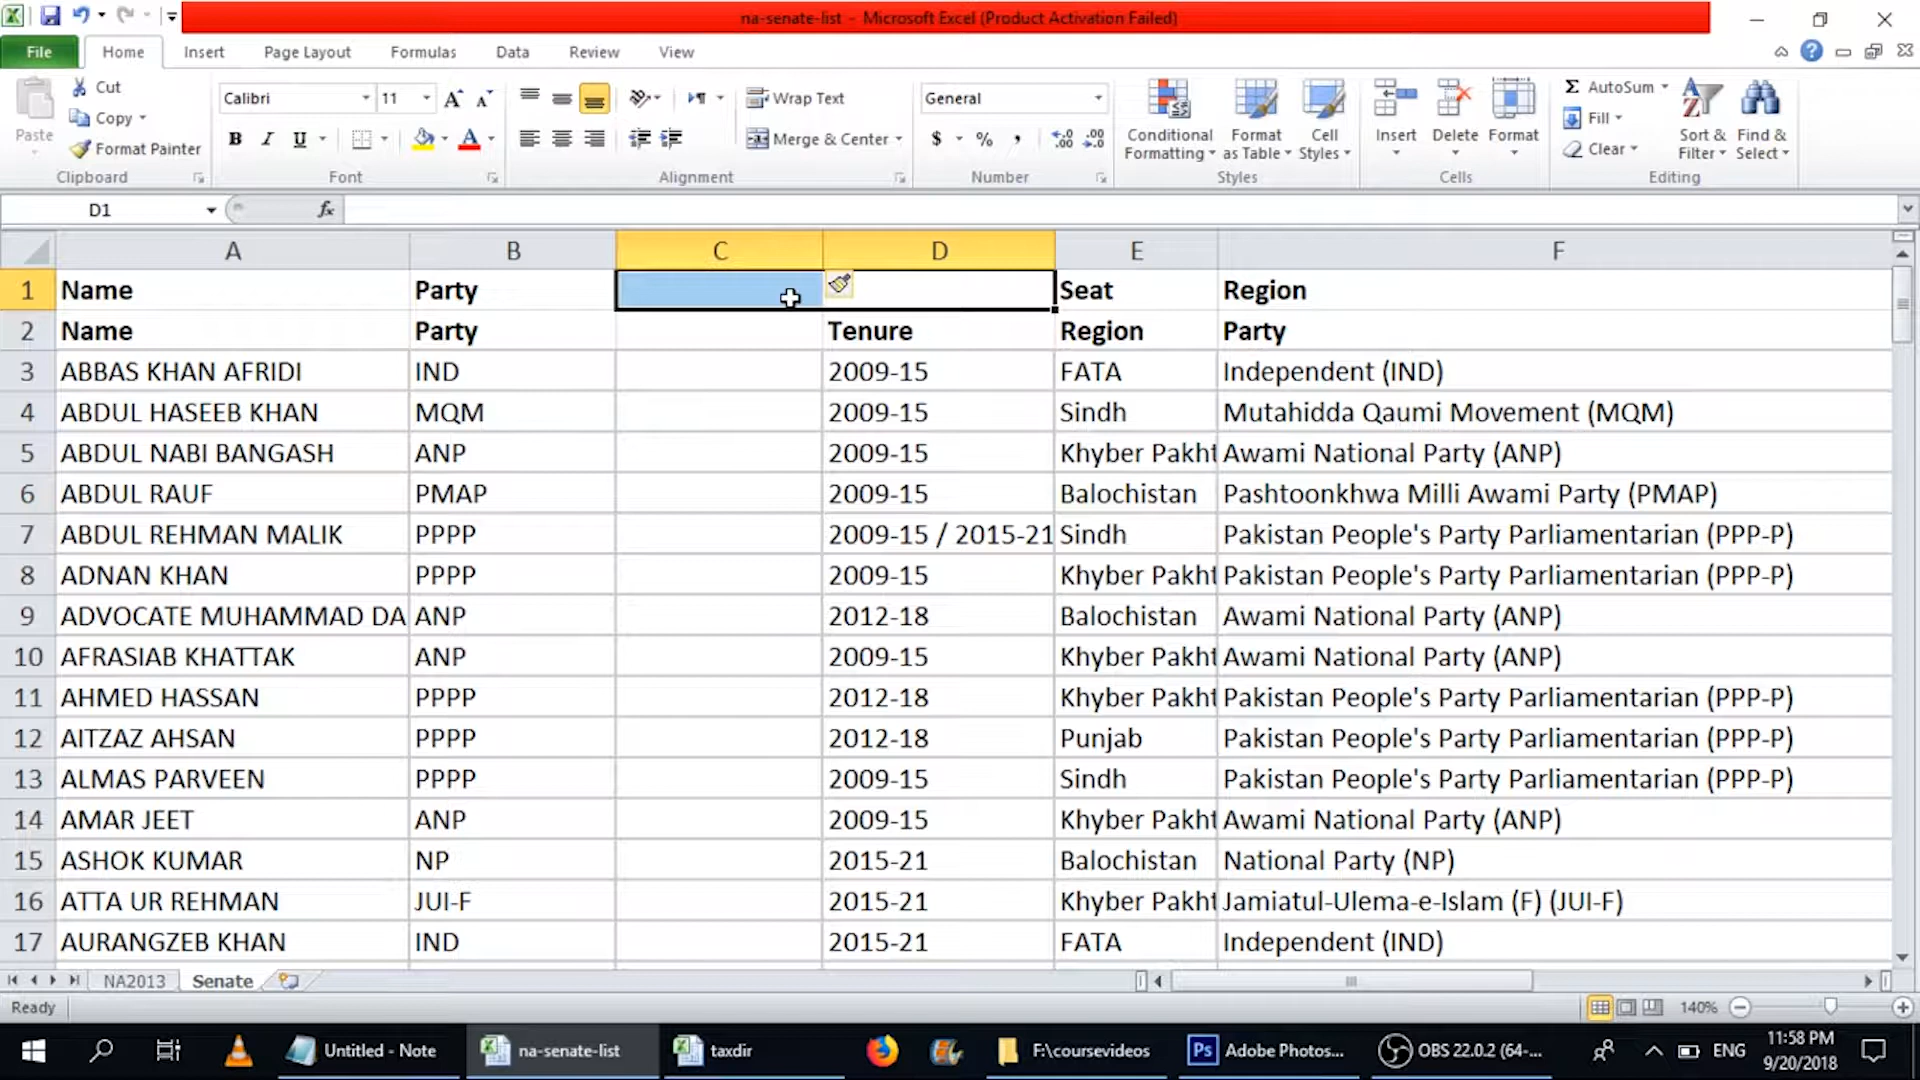 na-senate-list - Microsoft Excel (Product Activation Failed)
File Home Insert Page Layout Formulas Data Review View
Paste Cut Copy Format Painter Clipboard
Calibri 11 B I U A Font
Wrap Text Merge & Center Alignment
General $ % , Number
Conditional Formatting Format as Table Cell Styles Styles
Insert Delete Format Cells
AutoSum Fill Clear Sort & Filter Find & Select Editing
D1 fx
A B C D E F
1 Name Party Seat Region
2 Name Party Tenure Region Party
3 ABBAS KHAN AFRIDI IND 2009-15 FATA Independent (IND)
4 ABDUL HASEEB KHAN MQM 2009-15 Sindh Mutahidda Qaumi Movement (MQM)
5 ABDUL NABI BANGASH ANP 2009-15 Khyber Pakht Awami National Party (ANP)
6 ABDUL RAUF PMAP 2009-15 Balochistan Pashtoonkhwa Milli Awami Party (PMAP)
7 ABDUL REHMAN MALIK PPPP 2009-15 / 2015-21 Sindh Pakistan People's Party Parliamentarian (PPP-P)
8 ADNAN KHAN PPPP 2009-15 Khyber Pakht Pakistan People's Party Parliamentarian (PPP-P)
9 ADVOCATE MUHAMMAD DA ANP 2012-18 Balochistan Awami National Party (ANP)
10 AFRASIAB KHATTAK ANP 2009-15 Khyber Pakht Awami National Party (ANP)
11 AHMED HASSAN PPPP 2012-18 Khyber Pakht Pakistan People's Party Parliamentarian (PPP-P)
12 AITZAZ AHSAN PPPP 2012-18 Punjab Pakistan People's Party Parliamentarian (PPP-P)
13 ALMAS PARVEEN PPPP 2009-15 Sindh Pakistan People's Party Parliamentarian (PPP-P)
14 AMAR JEET ANP 2009-15 Khyber Pakht Awami National Party (ANP)
15 ASHOK KUMAR NP 2015-21 Balochistan National Party (NP)
16 ATTA UR REHMAN JUI-F 2015-21 Khyber Pakht Jamiatul-Ulema-e-Islam (F) (JUI-F)
17 AURANGZEB KHAN IND 2015-21 FATA Independent (IND)
NA2013 Senate
Ready 140%
Untitled - Note na-senate-list taxdir F:\coursevideos Ps Adobe Photos... OBS 22.0.2 (64-... ENG 11:58 PM
9/20/2018